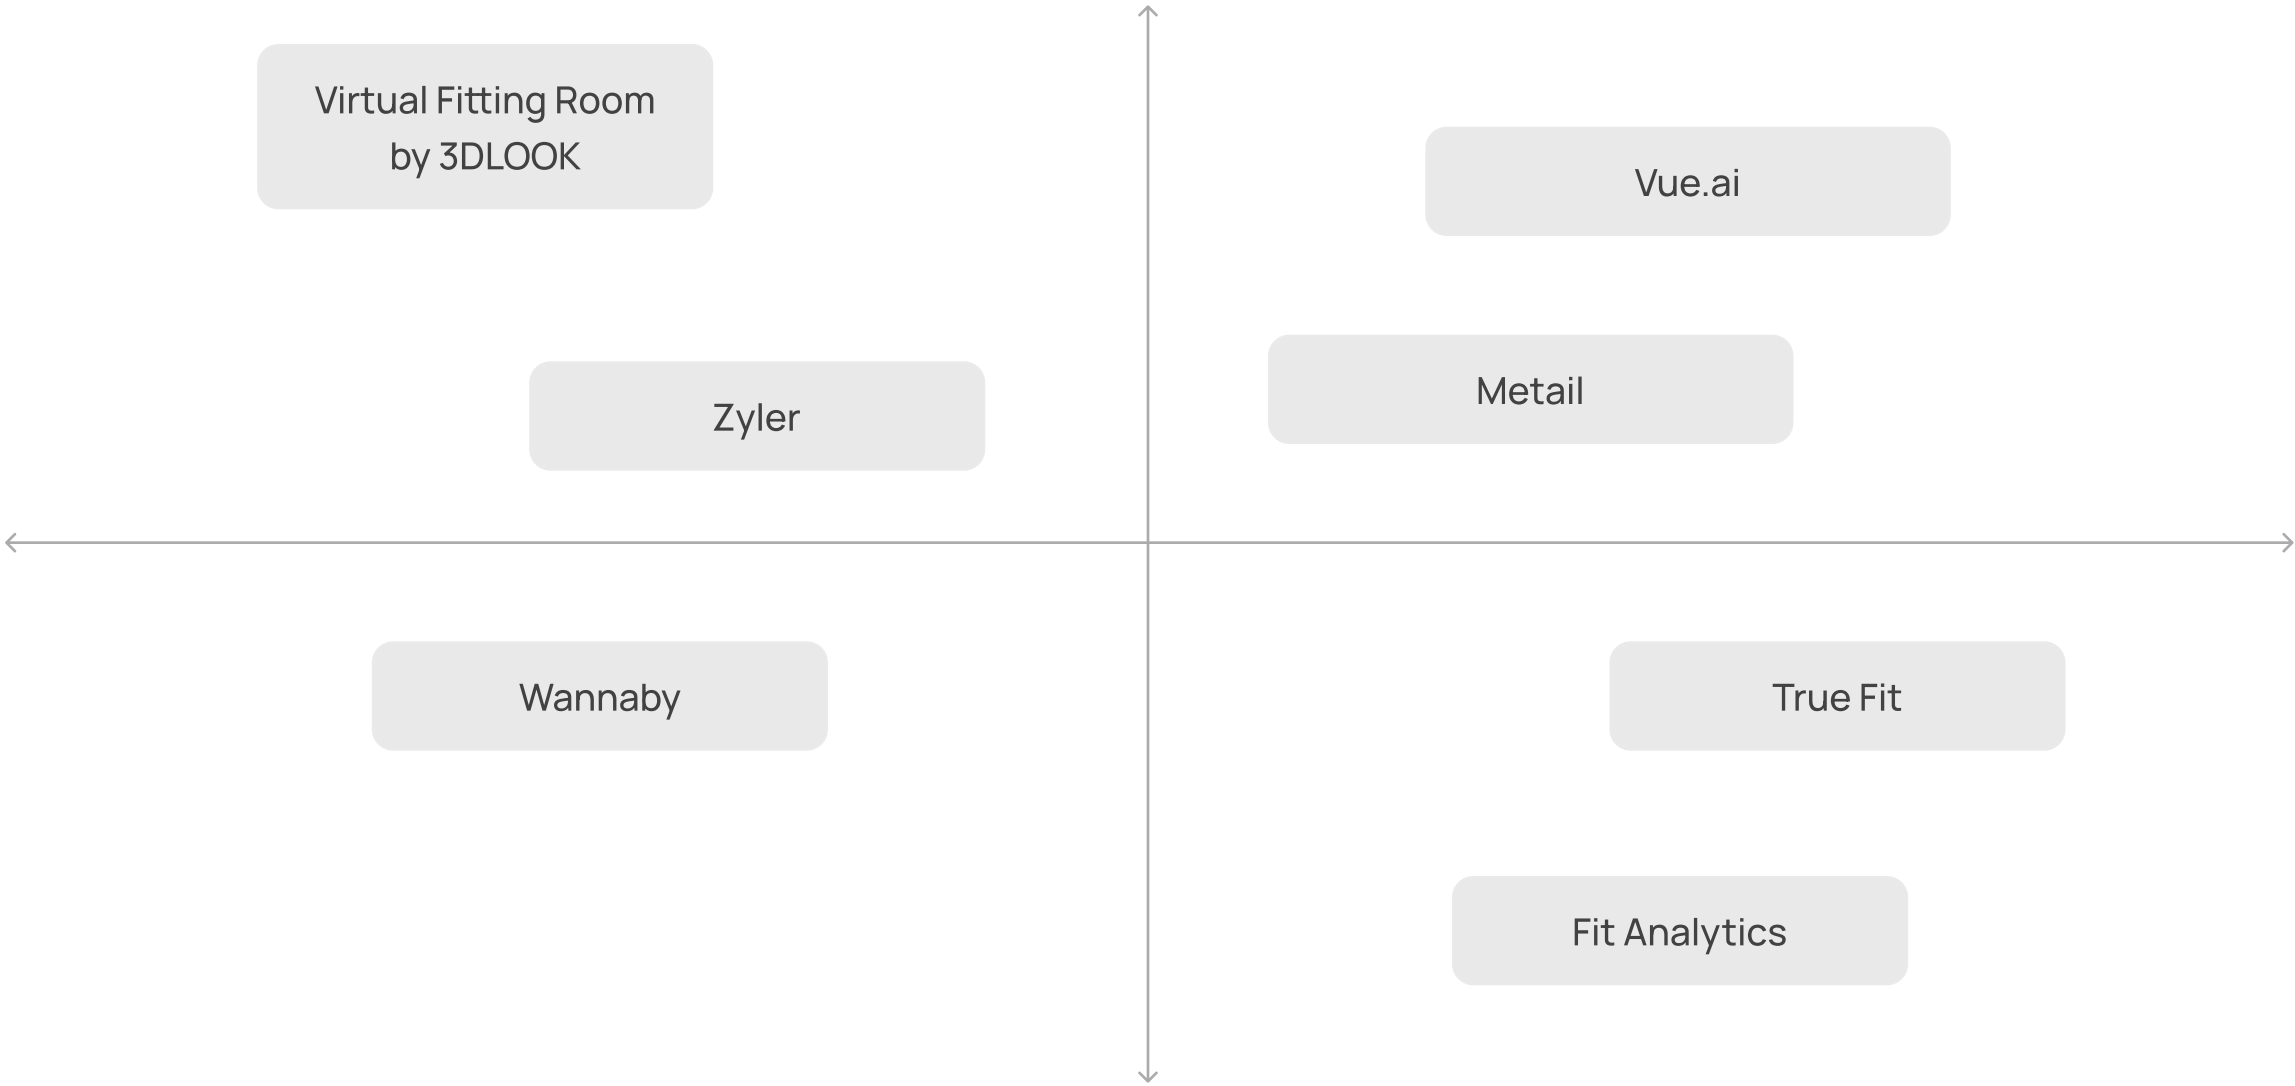 Virtual Fitting Room
by 3DLOOK
Vue.ai
Metail
Zyler
Wannaby
True Fit
Fit Analytics